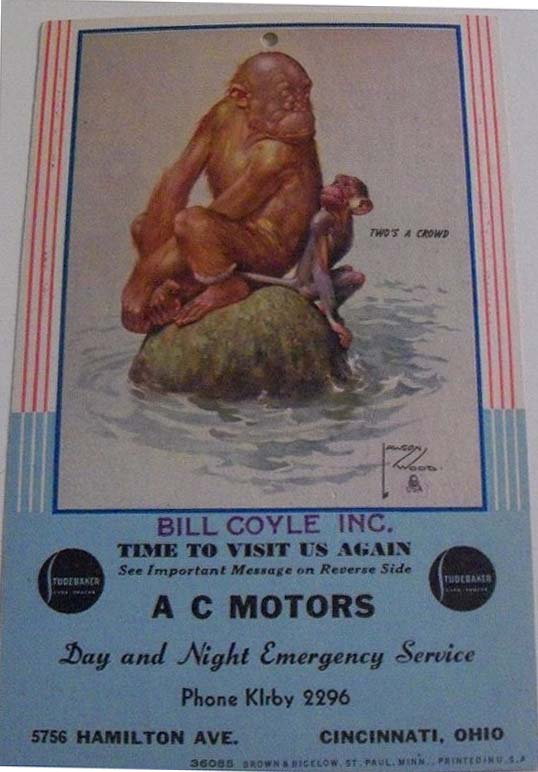 TWO'S A CROWD
LAWSON
WOOD.
USA
BILL COYLE INC.
TIME TO VISIT US AGAIN
See Important Message on Reverse Side
STUDEBAKER
STUDEBAKER
A C MOTORS
Day and Night Emergency Service
Phone KIrby 2296
5756 HAMILTON AVE. CINCINNATI, OHIO
36085 BROWN & BIGELOW, ST. PAUL, MINN., PRINTED IN U.S.A